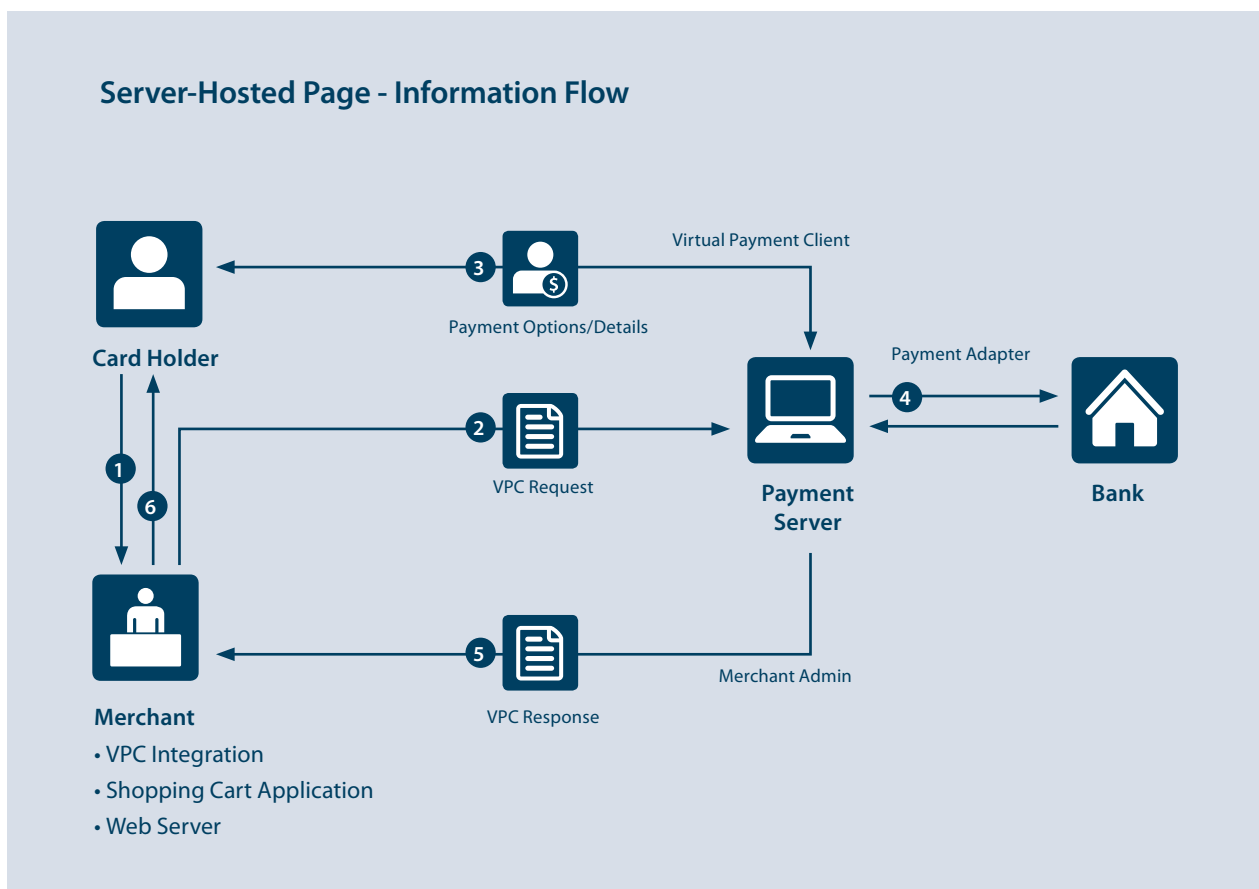 Server-Hosted Page - Information Flow
Virtual Payment Client
3
$
Payment Options/Details
Card Holder
Payment Adapter
4
2
VPC Request
1
6
Payment
Server
Bank
5
Merchant Admin
VPC Response
Merchant
• VPC Integration
• Shopping Cart Application
• Web Server